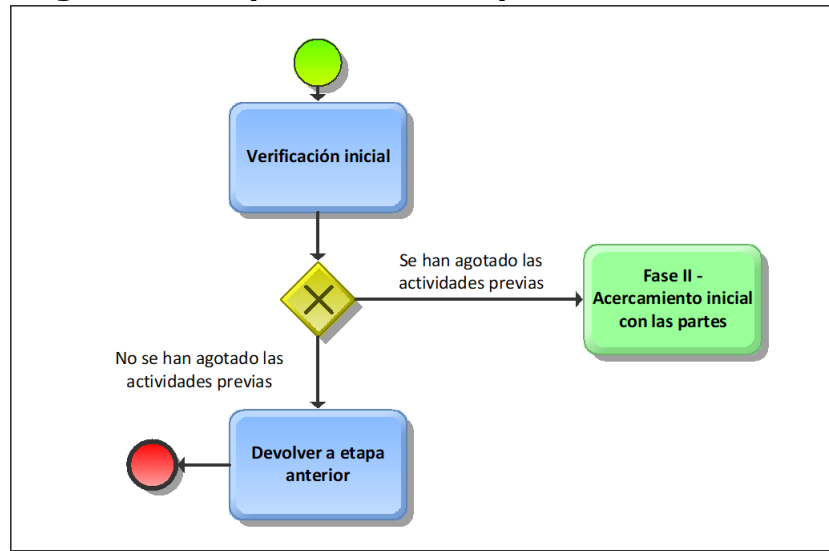 Verificación inicial
Se han agotado las
actividades previas
Fase II -
Acercamiento inicial
con las partes
No se han agotado las
actividades previas
Devolver a etapa
anterior